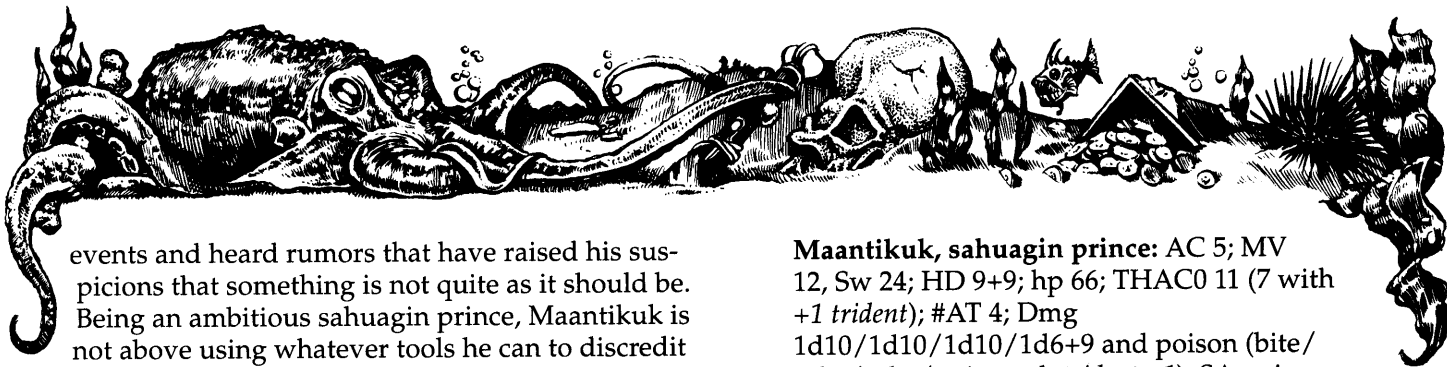 events and heard rumors that have raised his sus-
picions that something is not quite as it should be.
Being an ambitious sahuagin prince, Maantikuk is
not above using whatever tools he can to discredit
Maantikuk, sahuagin prince: AC 5; MV
12, Sw 24; HD 9+9; hp 66; THAC0 11 (7 with
+1 trident); #AT 4; Dmg
1d10/1d10/1d10/1d6+9 and poison (bite/